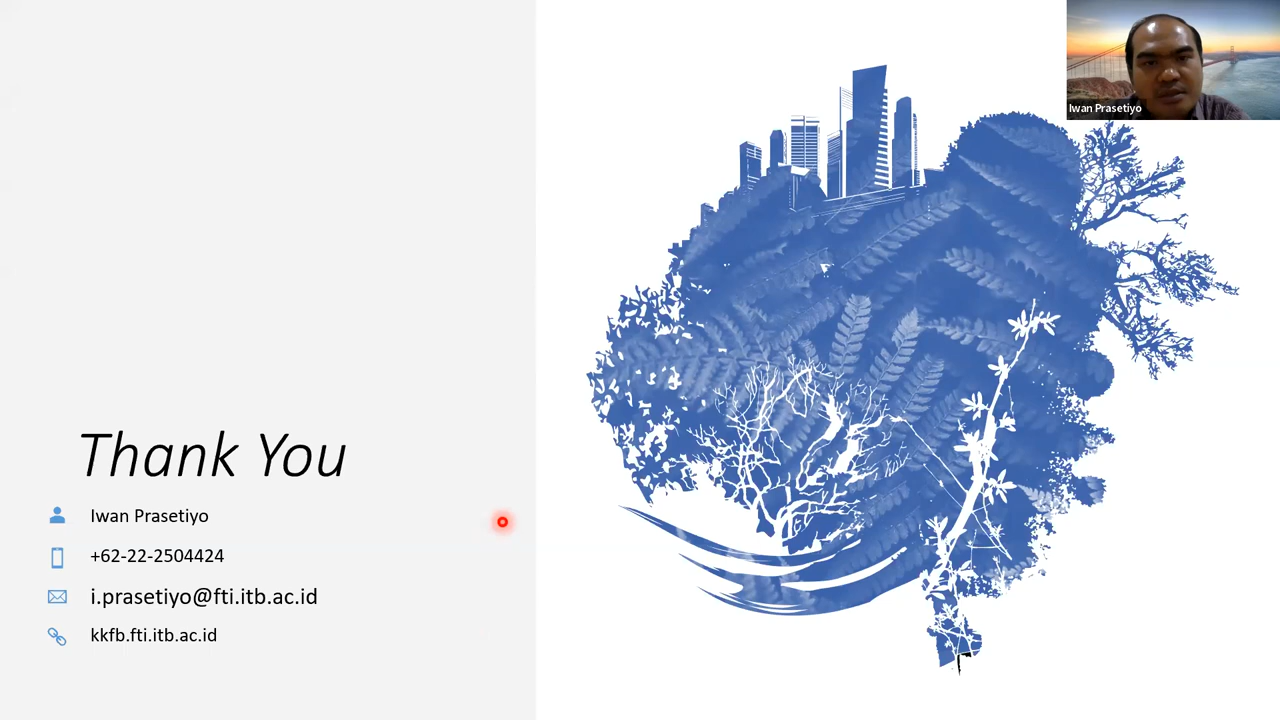 Iwan Prasetiyo
Thank You
Iwan Prasetiyo
+62-22-2504424
i.prasetiyo@fti.itb.ac.id
kkfb.fti.itb.ac.id